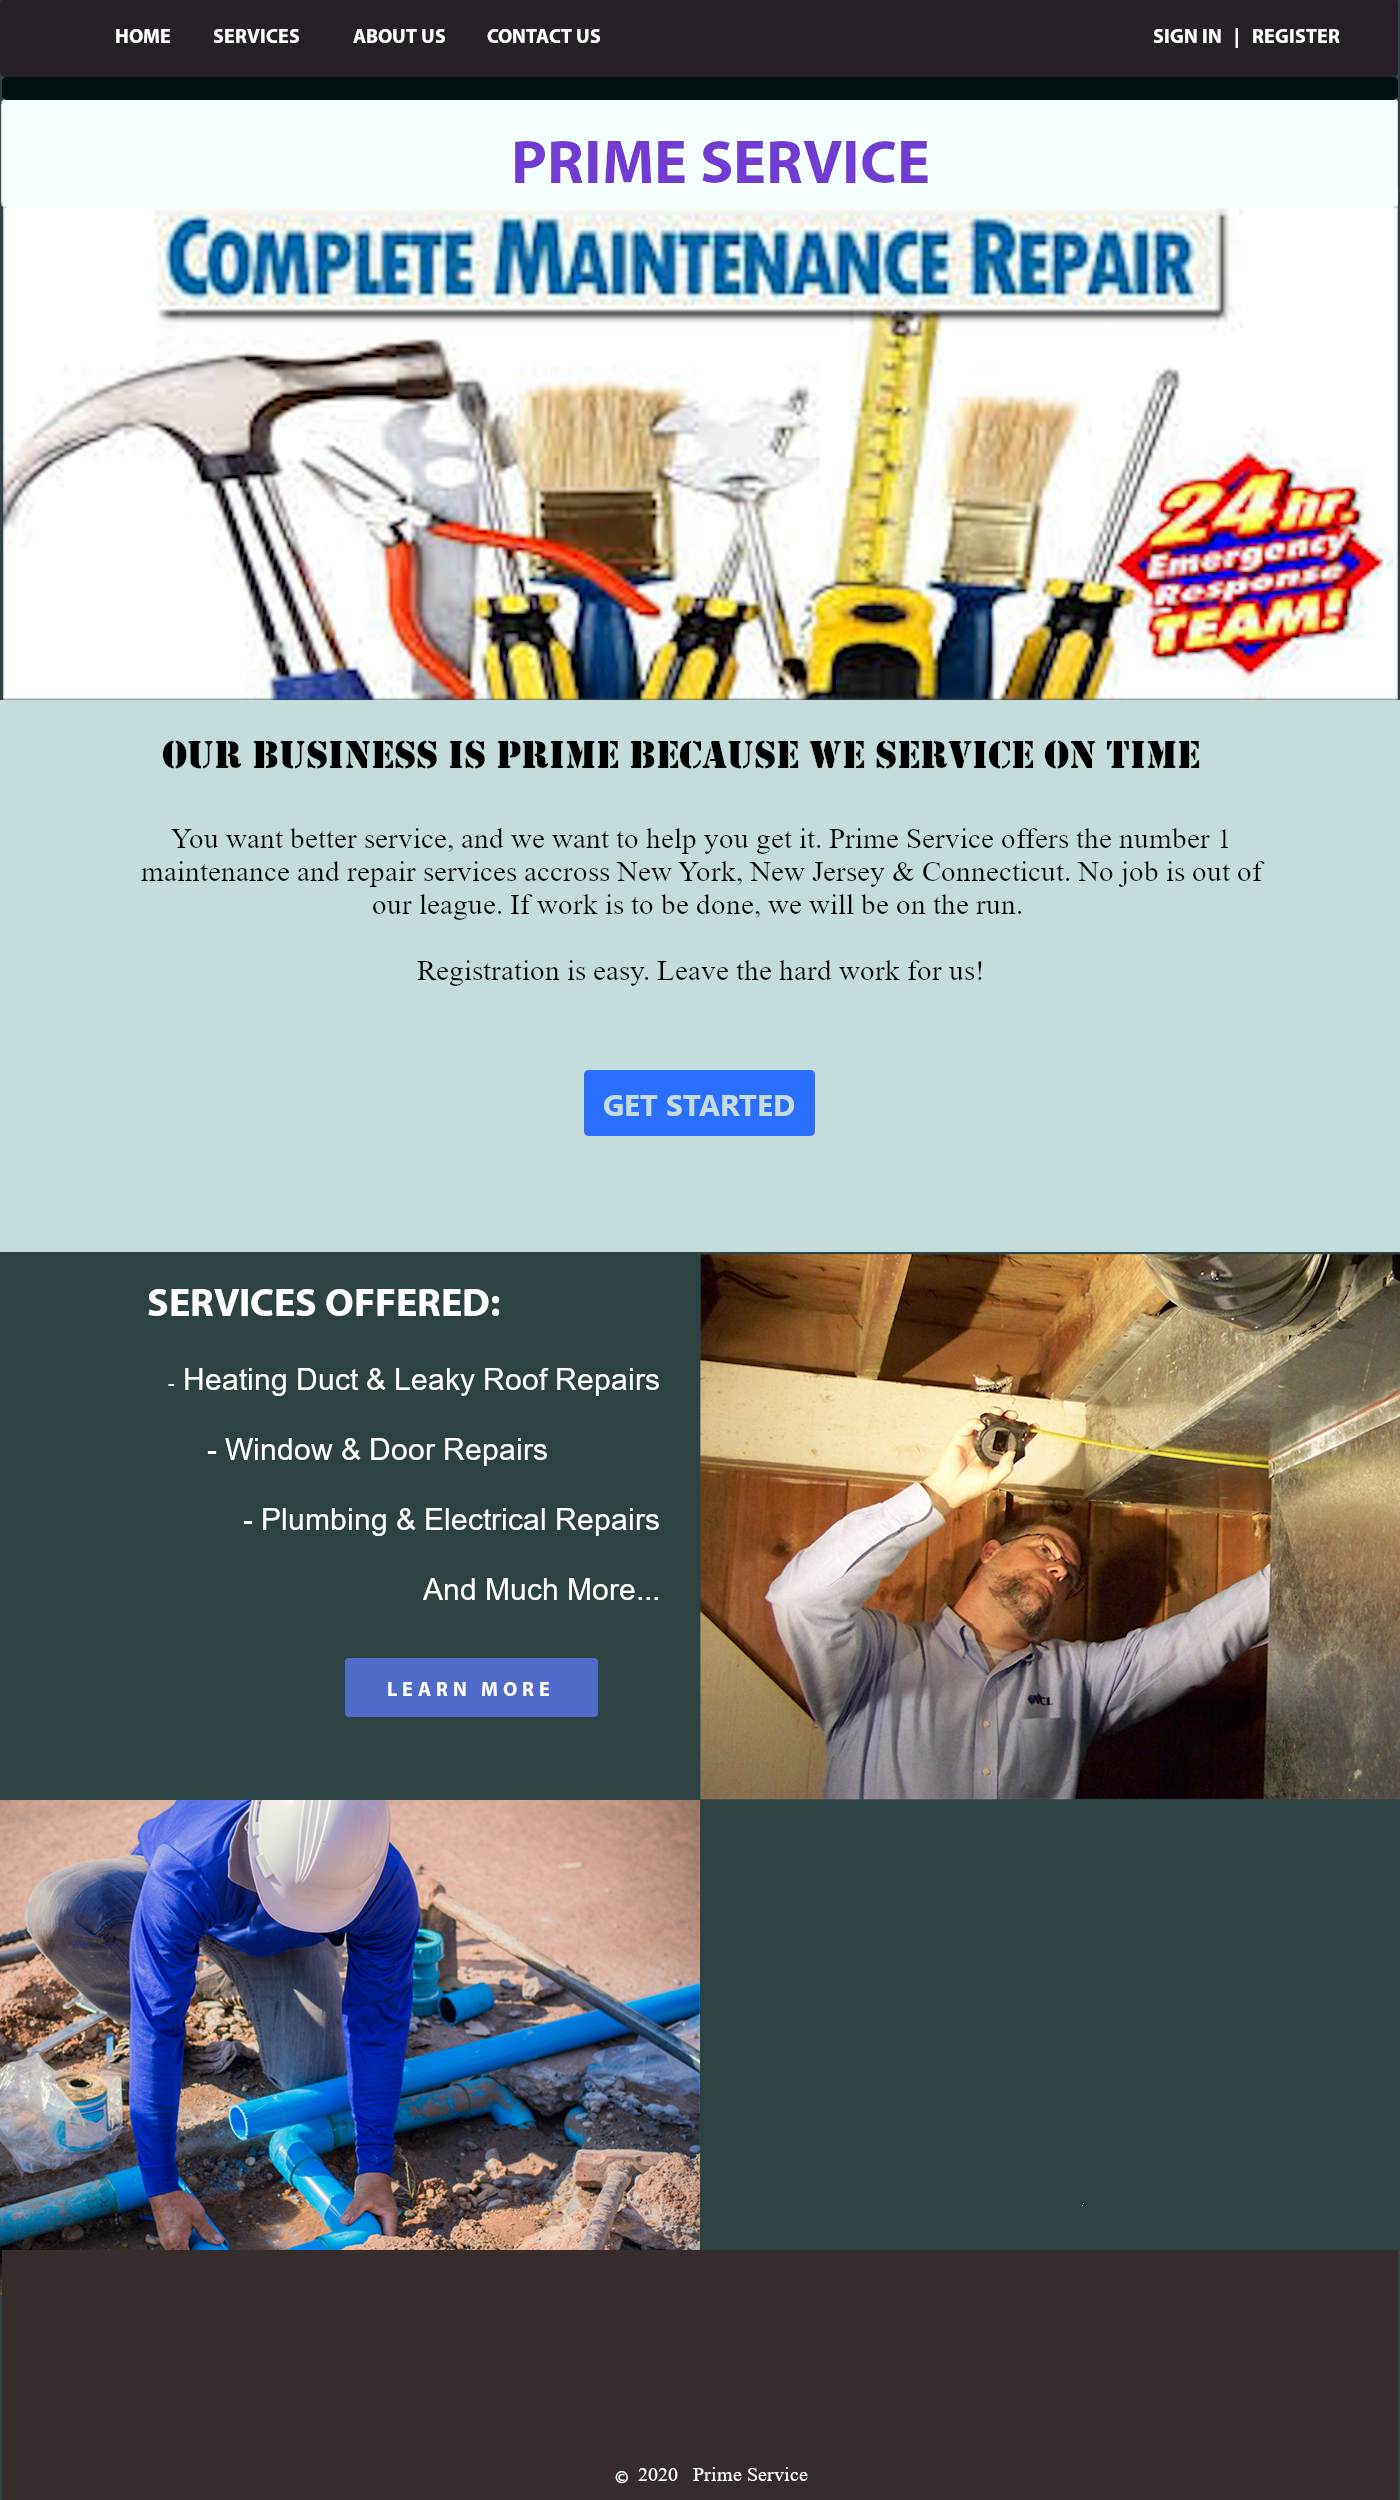 HOME SERVICES ABOUT US CONTACT US SIGN IN | REGISTER
PRIME SERVICE
COMPLETE MAINTENANCE REPAIR
24hr.
Emergency
Response
TEAM!
OUR BUSINESS IS PRIME BECAUSE WE SERVICE ON TIME
You want better service, and we want to help you get it. Prime Service offers the number 1
maintenance and repair services accross New York, New Jersey & Connecticut. No job is out of
our league. If work is to be done, we will be on the run.
Registration is easy. Leave the hard work for us!
GET STARTED
SERVICES OFFERED:
- Heating Duct & Leaky Roof Repairs
- Window & Door Repairs
- Plumbing & Electrical Repairs
And Much More...
LEARN MORE
© 2020 Prime Service